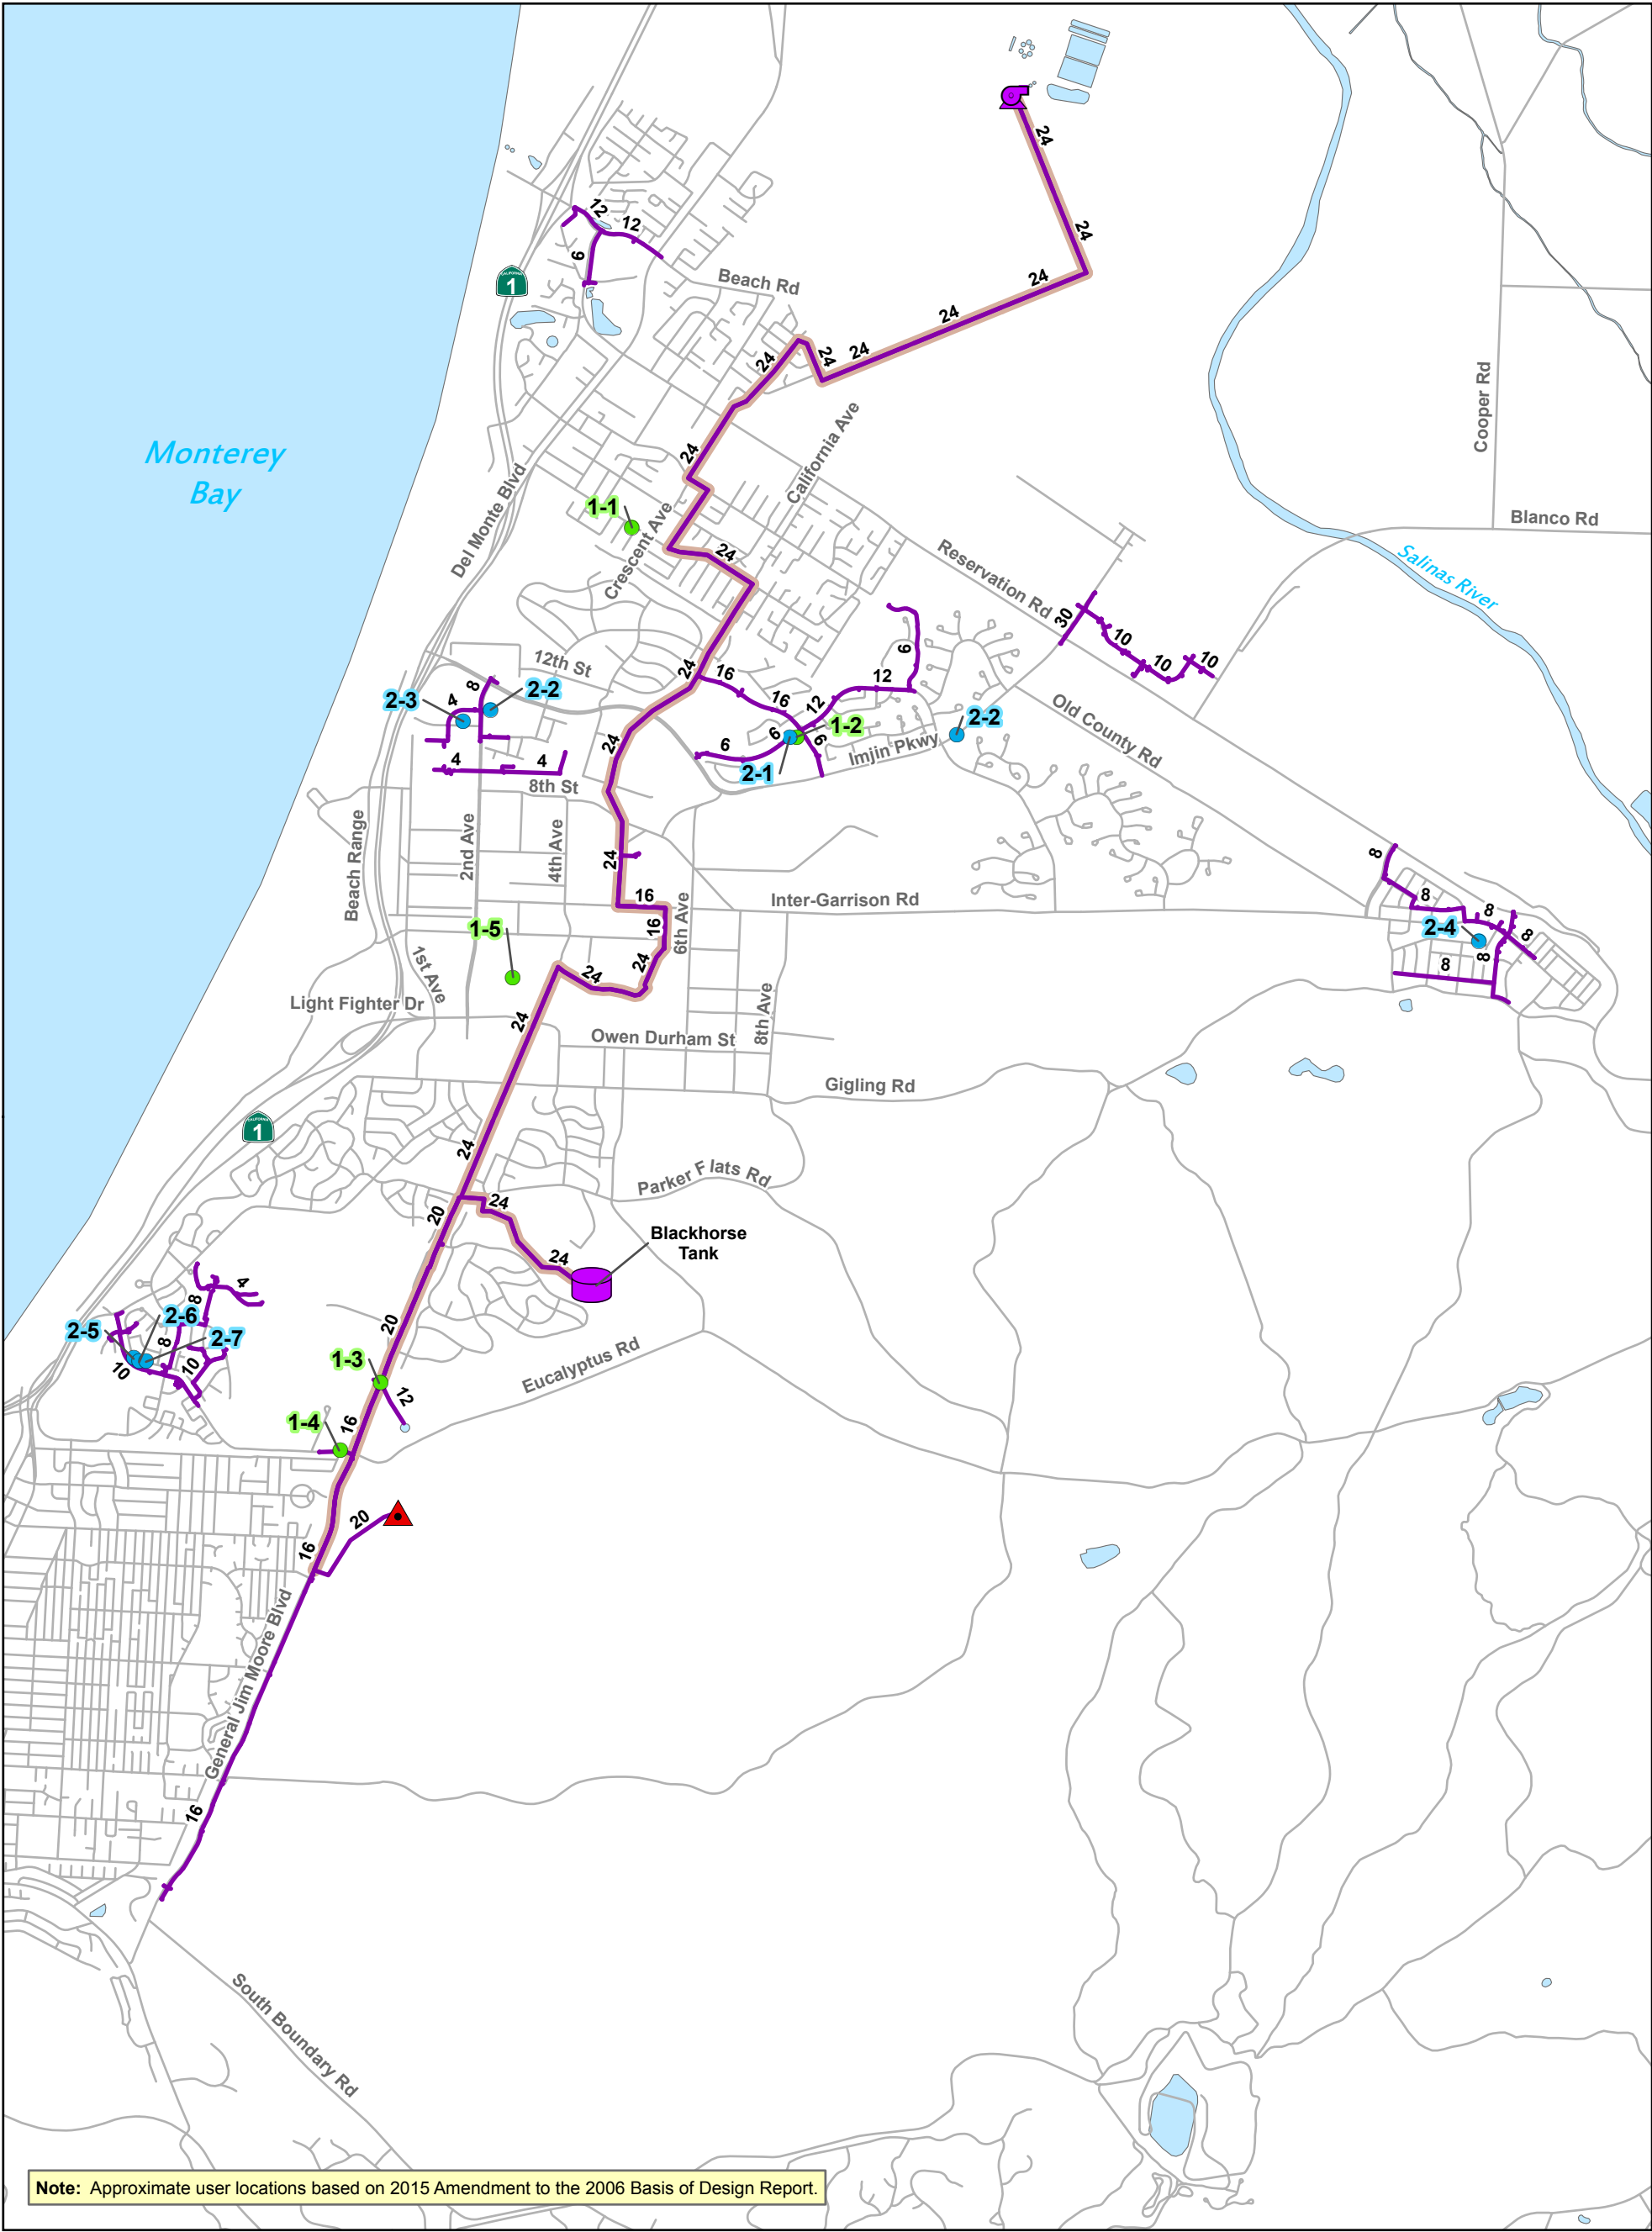 24
12
12
24
6
CALIFORNIA
1
Beach Rd
24
24
24
24
24
Cooper Rd
California Ave
Monterey
Bay
24
Del Monte Blvd
1-1
Blanco Rd
Crescent Ave
24
Reservation Rd
Salinas River
30
10
10
10
12th St
6
24
16
12
16
12
8
2-2
4
2-3
2-2
1-2
Old County Rd
24
6
6
6
Imjin Pkwy
2-1
4
4
8th St
Beach Range
2nd Ave
4th Ave
24
8
16
Inter-Garrison Rd
8
8
16
6th Ave
2-4
8
1-5
24
24
8
8
1st Ave
Light Fighter Dr
24
8th Ave
Owen Durham St
Gigling Rd
CALIFORNIA
1
24
Parker Flats Rd
24
20
Blackhorse
Tank
24
4
8
2-6
20
2-5
2-7
8
10
10
1-3
Eucalyptus Rd
12
1-4
16
20
16
General Jim Moore Blvd
16
South Boundary Rd
Note: Approximate user locations based on 2015 Amendment to the 2006 Basis of Design Report.